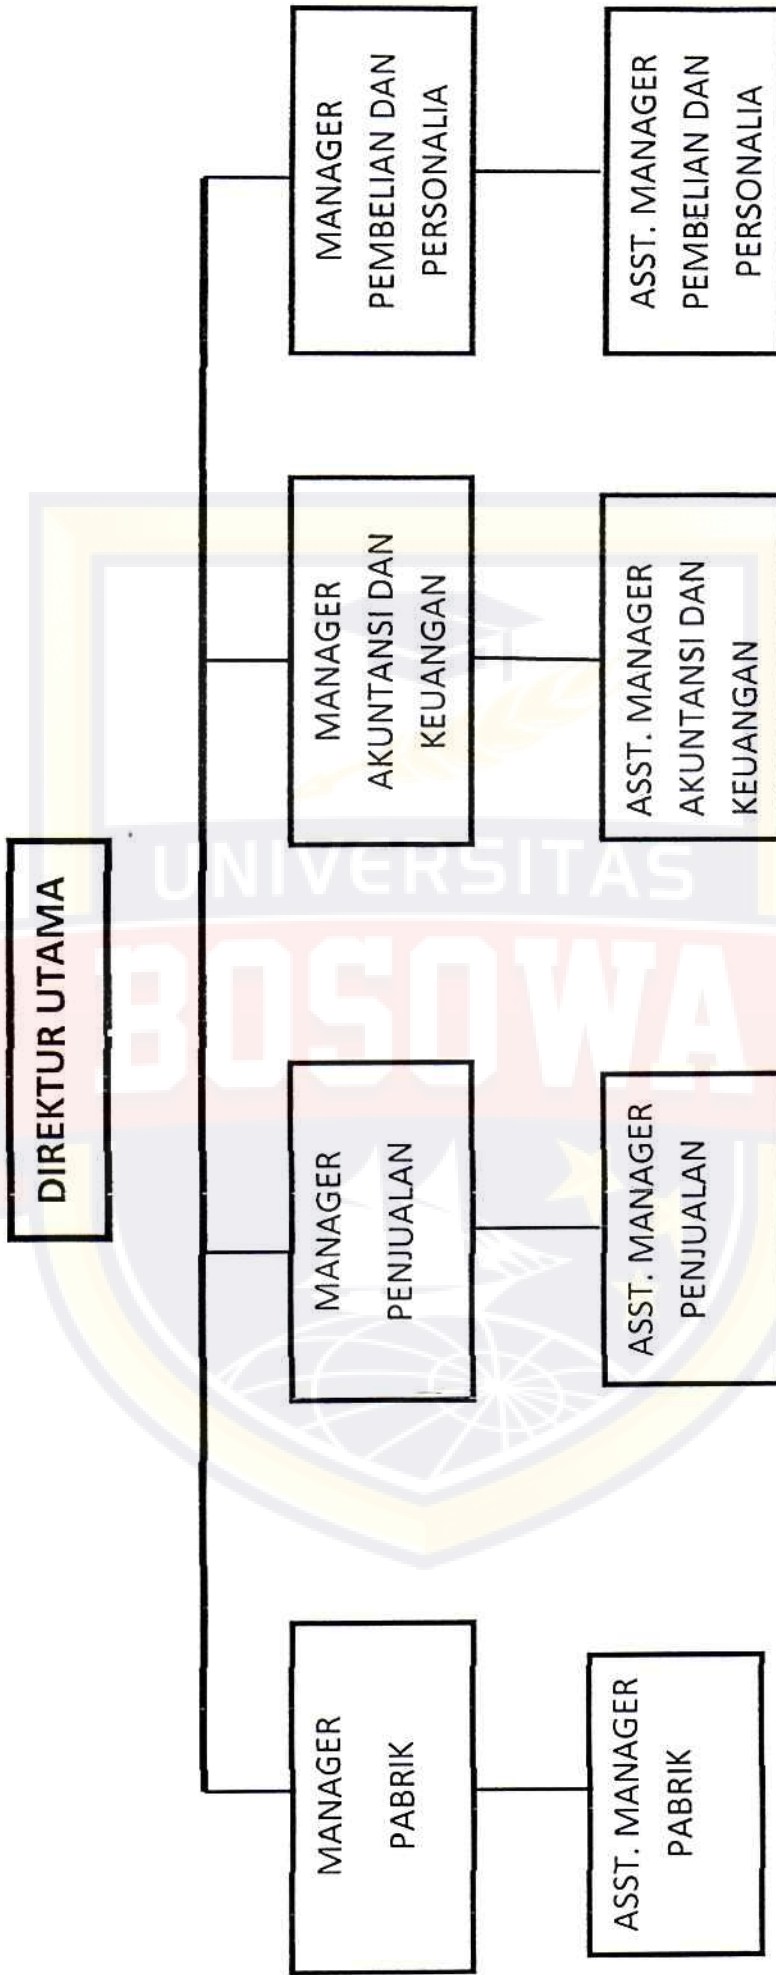 DIREKTUR UTAMA
MANAGER
PABRIK
MANAGER
PENJUALAN
MANAGER
AKUNTANSI DAN
KEUANGAN
MANAGER
PEMBELIAN DAN
PERSONALIA
ASST. MANAGER
PABRIK
ASST. MANAGER
PENJUALAN
ASST. MANAGER
AKUNTANSI DAN
KEUANGAN
ASST. MANAGER
PEMBELIAN DAN
PERSONALIA
UNIVERSITAS
BOSOWA